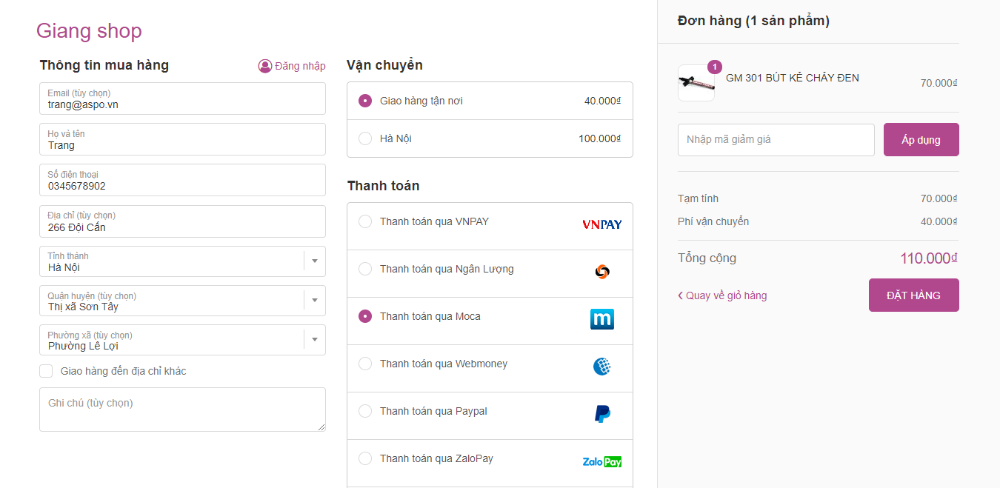 Giang shop
Thông tin mua hàng
Đăng nhập
Email (tùy chọn)
trang@aspo.vn
Họ và tên
Trang
Số điện thoại
0345678902
Địa chỉ (tùy chọn)
266 Đội Cấn
Tỉnh thành
Hà Nội
Quận huyện (tùy chọn)
Thị xã Sơn Tây
Phường xã (tùy chọn)
Phường Lê Lợi
Giao hàng đến địa chỉ khác
Ghi chú (tùy chọn)
Vận chuyển
Giao hàng tận nơi 40.000₫
Hà Nội 100.000₫
Thanh toán
Thanh toán qua VNPAY VNPAY
Thanh toán qua Ngân Lượng
Thanh toán qua Moca m
Thanh toán qua Webmoney
Thanh toán qua Paypal
Thanh toán qua ZaloPay Zalo Pay
Đơn hàng (1 sản phẩm)
1
GM 301 BÚT KẺ CHẢY ĐEN 70.000₫
Nhập mã giảm giá
Áp dụng
Tạm tính 70.000₫
Phí vận chuyển 40.000₫
Tổng cộng 110.000₫
Quay về giỏ hàng
ĐẶT HÀNG